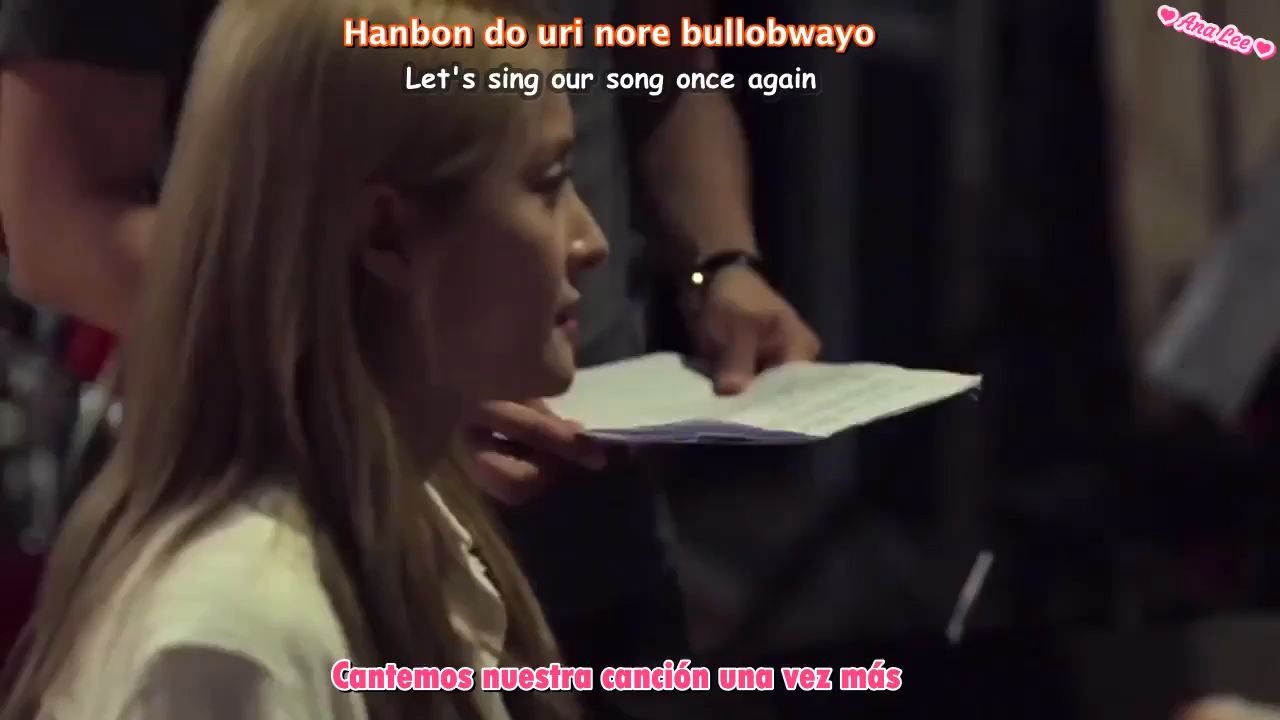 Hanbon do uri nore bullobwayo
Ana Lee
Let's sing our song once again
Cantemos nuestra canción una vez más